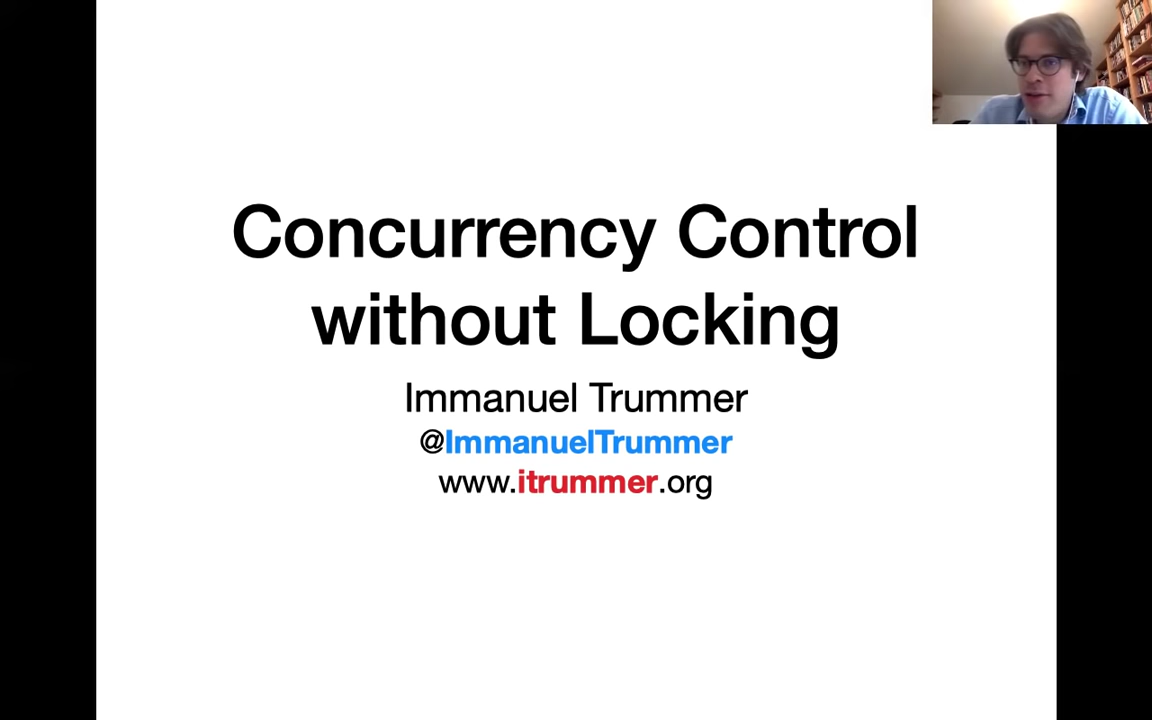 Concurrency Control
without Locking
Immanuel Trummer
@ImmanuelTrummer
www.itrummer.org